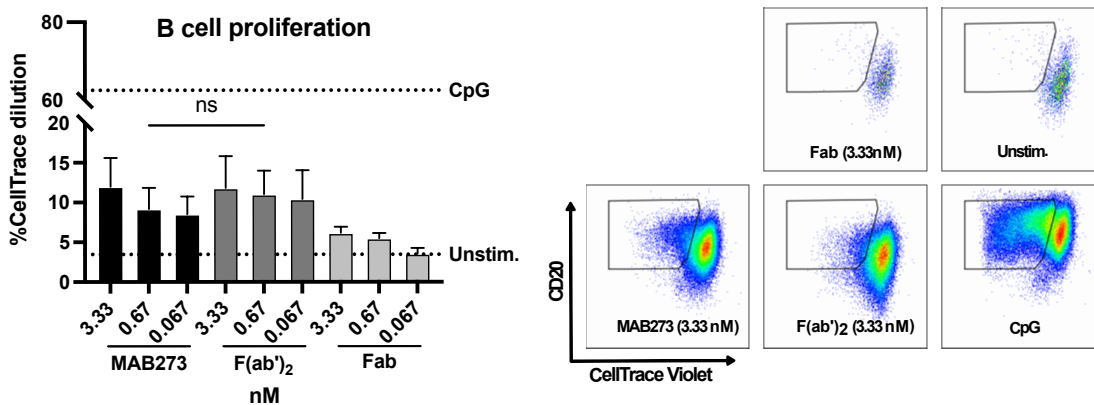 B cell proliferation
%CellTrace dilution
80
60
20
15
10
5
0
CpG
ns
Unstim.
3.33
0.67
0.067
3.33
0.67
0.067
3.33
0.67
0.067
MAB273
F(ab')₂
Fab
nM
Fab (3.33nM)
Unstim.
MAB273 (3.33 nM)
F(ab')₂ (3.33 nM)
CpG
CD20
CellTrace Violet